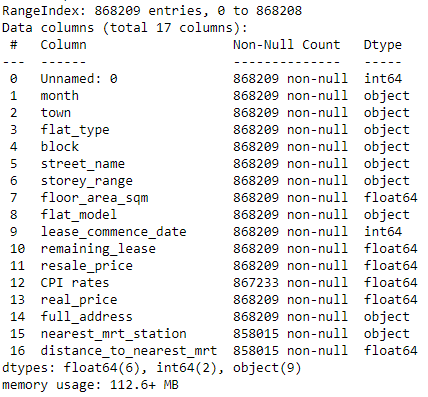 RangeIndex: 868209 entries, 0 to 868208
Data columns (total 17 columns):
 #   Column                   Non-Null Count   Dtype
---  ------                   --------------   -----
 0   Unnamed: 0               868209 non-null  int64
 1   month                    868209 non-null  object
 2   town                     868209 non-null  object
 3   flat_type                868209 non-null  object
 4   block                    868209 non-null  object
 5   street_name              868209 non-null  object
 6   storey_range             868209 non-null  object
 7   floor_area_sqm           868209 non-null  float64
 8   flat_model               868209 non-null  object
 9   lease_commence_date      868209 non-null  int64
 10  remaining_lease          868209 non-null  float64
 11  resale_price             868209 non-null  float64
 12  CPI rates                867233 non-null  float64
 13  real_price               868209 non-null  float64
 14  full_address             868209 non-null  object
 15  nearest_mrt_station      858015 non-null  object
 16  distance_to_nearest_mrt  858015 non-null  float64
dtypes: float64(6), int64(2), object(9)
memory usage: 112.6+ MB